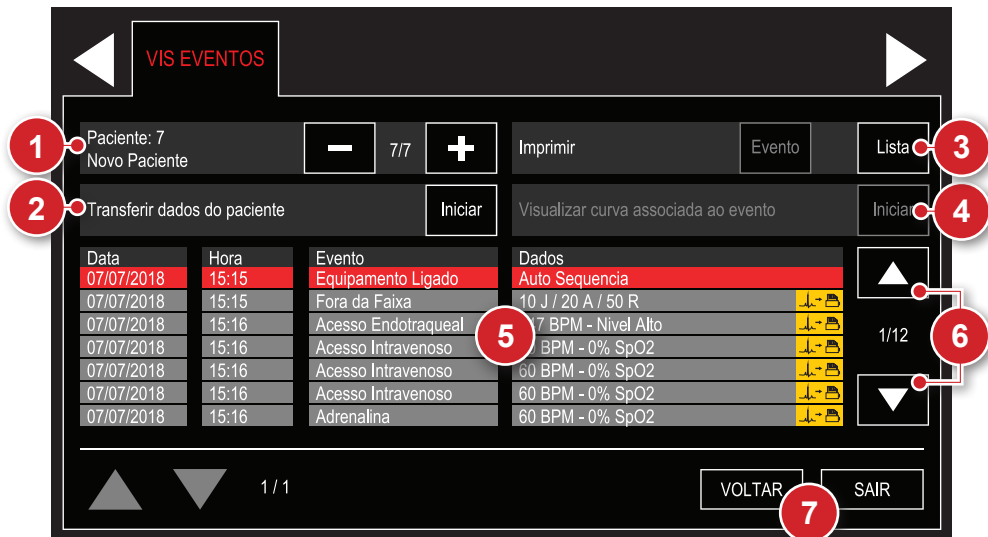 VIS EVENTOS
1
Paciente: 7
Novo Paciente
7/7
Imprimir
Evento
Lista
3
2
Transferir dados do paciente
Iniciar
Visualizar curva associada ao evento
Iniciar
4
Data Hora Evento Dados
07/07/2018 15:15 Equipamento Ligado Auto Sequencia
07/07/2018 15:15 Fora da Faixa 10 J / 20 A / 50 R
07/07/2018 15:16 Acesso Endotraqueal BPM - Nivel Alto
07/07/2018 15:16 Acesso Intravenoso BPM - 0% SpO2
07/07/2018 15:16 Acesso Intravenoso 60 BPM - 0% SpO2
07/07/2018 15:16 Acesso Intravenoso 60 BPM - 0% SpO2
07/07/2018 15:16 Adrenalina 60 BPM - 0% SpO2
5
1/12
6
1 / 1
VOLTAR
SAIR
7